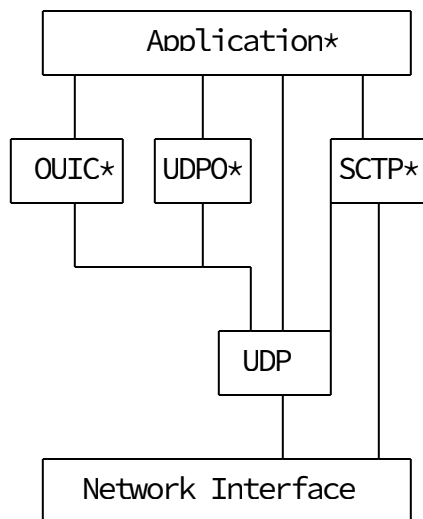 Application*
QUIC* UDPO* SCTP*
UDP
Network Interface